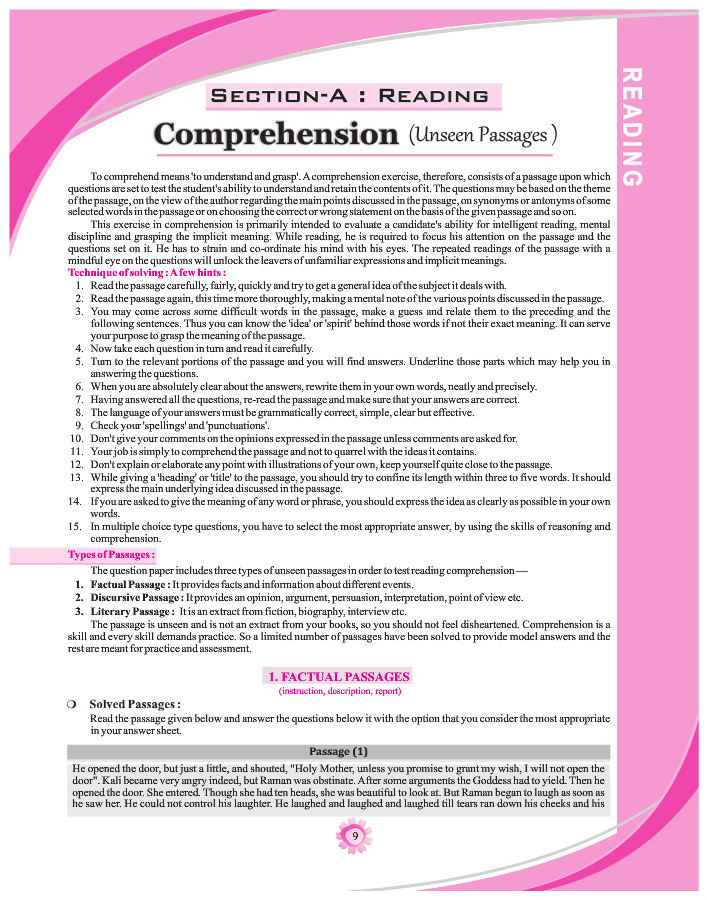 SECTION-A : READING
READING
Comprehension (Unseen Passages)
To comprehend means 'to understand and grasp'. A comprehension exercise, therefore, consists of a passage upon which
questions are set to test the student's ability to understand and retain the contents of it. The questions may be based on the theme
of the passage, on the view of the author regarding the main points discussed in the passage, on synonyms or antonyms of some
selected words in the passage or on choosing the correct or wrong statement on the basis of the given passage and so on.
This exercise in comprehension is primarily intended to evaluate a candidate's ability for intelligent reading, mental
discipline and grasping the implicit meaning. While reading, he is required to focus his attention on the passage and the
questions set on it. He has to strain and co-ordinate his mind with his eyes. The repeated readings of the passage with a
mindful eye on the questions will unlock the leavers of unfamiliar expressions and implicit meanings.
Technique of solving : A few hints :
1. Read the passage carefully, fairly, quickly and try to get a general idea of the subject it deals with.
2. Read the passage again, this time more thoroughly, making a mental note of the various points discussed in the passage.
3. You may come across some difficult words in the passage, make a guess and relate them to the preceding and the
following sentences. Thus you can know the 'idea' or 'spirit' behind those words if not their exact meaning. It can serve
your purpose to grasp the meaning of the passage.
4. Now take each question in turn and read it carefully.
5. Turn to the relevant portions of the passage and you will find answers. Underline those parts which may help you in
answering the questions.
6. When you are absolutely clear about the answers, rewrite them in your own words, neatly and precisely.
7. Having answered all the questions, re-read the passage and make sure that your answers are correct.
8. The language of your answers must be grammatically correct, simple, clear but effective.
9. Check your 'spellings' and 'punctuations'.
10. Don't give your comments on the opinions expressed in the passage unless comments are asked for.
11. Your job is simply to comprehend the passage and not to quarrel with the ideas it contains.
12. Don't explain or elaborate any point with illustrations of your own, keep yourself quite close to the passage.
13. While giving a 'heading' or 'title' to the passage, you should try to confine its length within three to five words. It should
express the main underlying idea discussed in the passage.
14. If you are asked to give the meaning of any word or phrase, you should express the idea as clearly as possible in your own
words.
15. In multiple choice type questions, you have to select the most appropriate answer, by using the skills of reasoning and
comprehension.
Types of Passages :
The question paper includes three types of unseen passages in order to test reading comprehension —
1. Factual Passage : It provides facts and information about different events.
2. Discursive Passage : It provides an opinion, argument, persuasion, interpretation, point of view etc.
3. Literary Passage : It is an extract from fiction, biography, interview etc.
The passage is unseen and is not an extract from your books, so you should not feel disheartened. Comprehension is a
skill and every skill demands practice. So a limited number of passages have been solved to provide model answers and the
rest are meant for practice and assessment.
1. FACTUAL PASSAGES
(instruction, description, report)
❍ Solved Passages :
Read the passage given below and answer the questions below it with the option that you consider the most appropriate
in your answer sheet.
Passage (1)
He opened the door, but just a little, and shouted, "Holy Mother, unless you promise to grant my wish, I will not open the
door". Kali became very angry indeed, but Raman was obstinate. After some arguments the Goddess had to yield. Then he
opened the door. She entered. Though she had ten heads, she was beautiful to look at. But Raman began to laugh as soon as
he saw her. He could not control his laughter. He laughed and laughed and laughed till tears ran down his cheeks and his
9